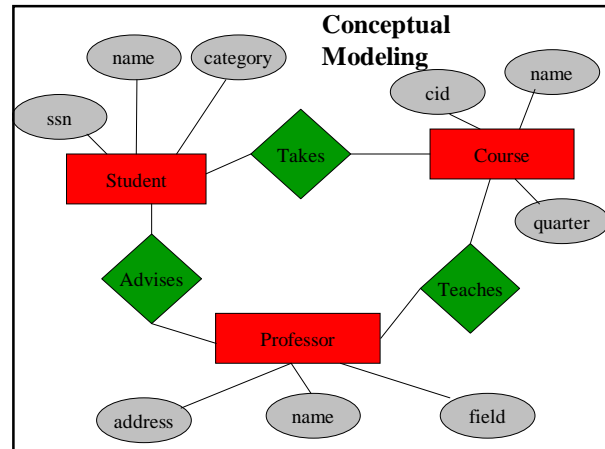 Conceptual
Modeling
name
category
name
cid
ssn
Takes
Course
Student
quarter
Advises
Teaches
Professor
address
name
field